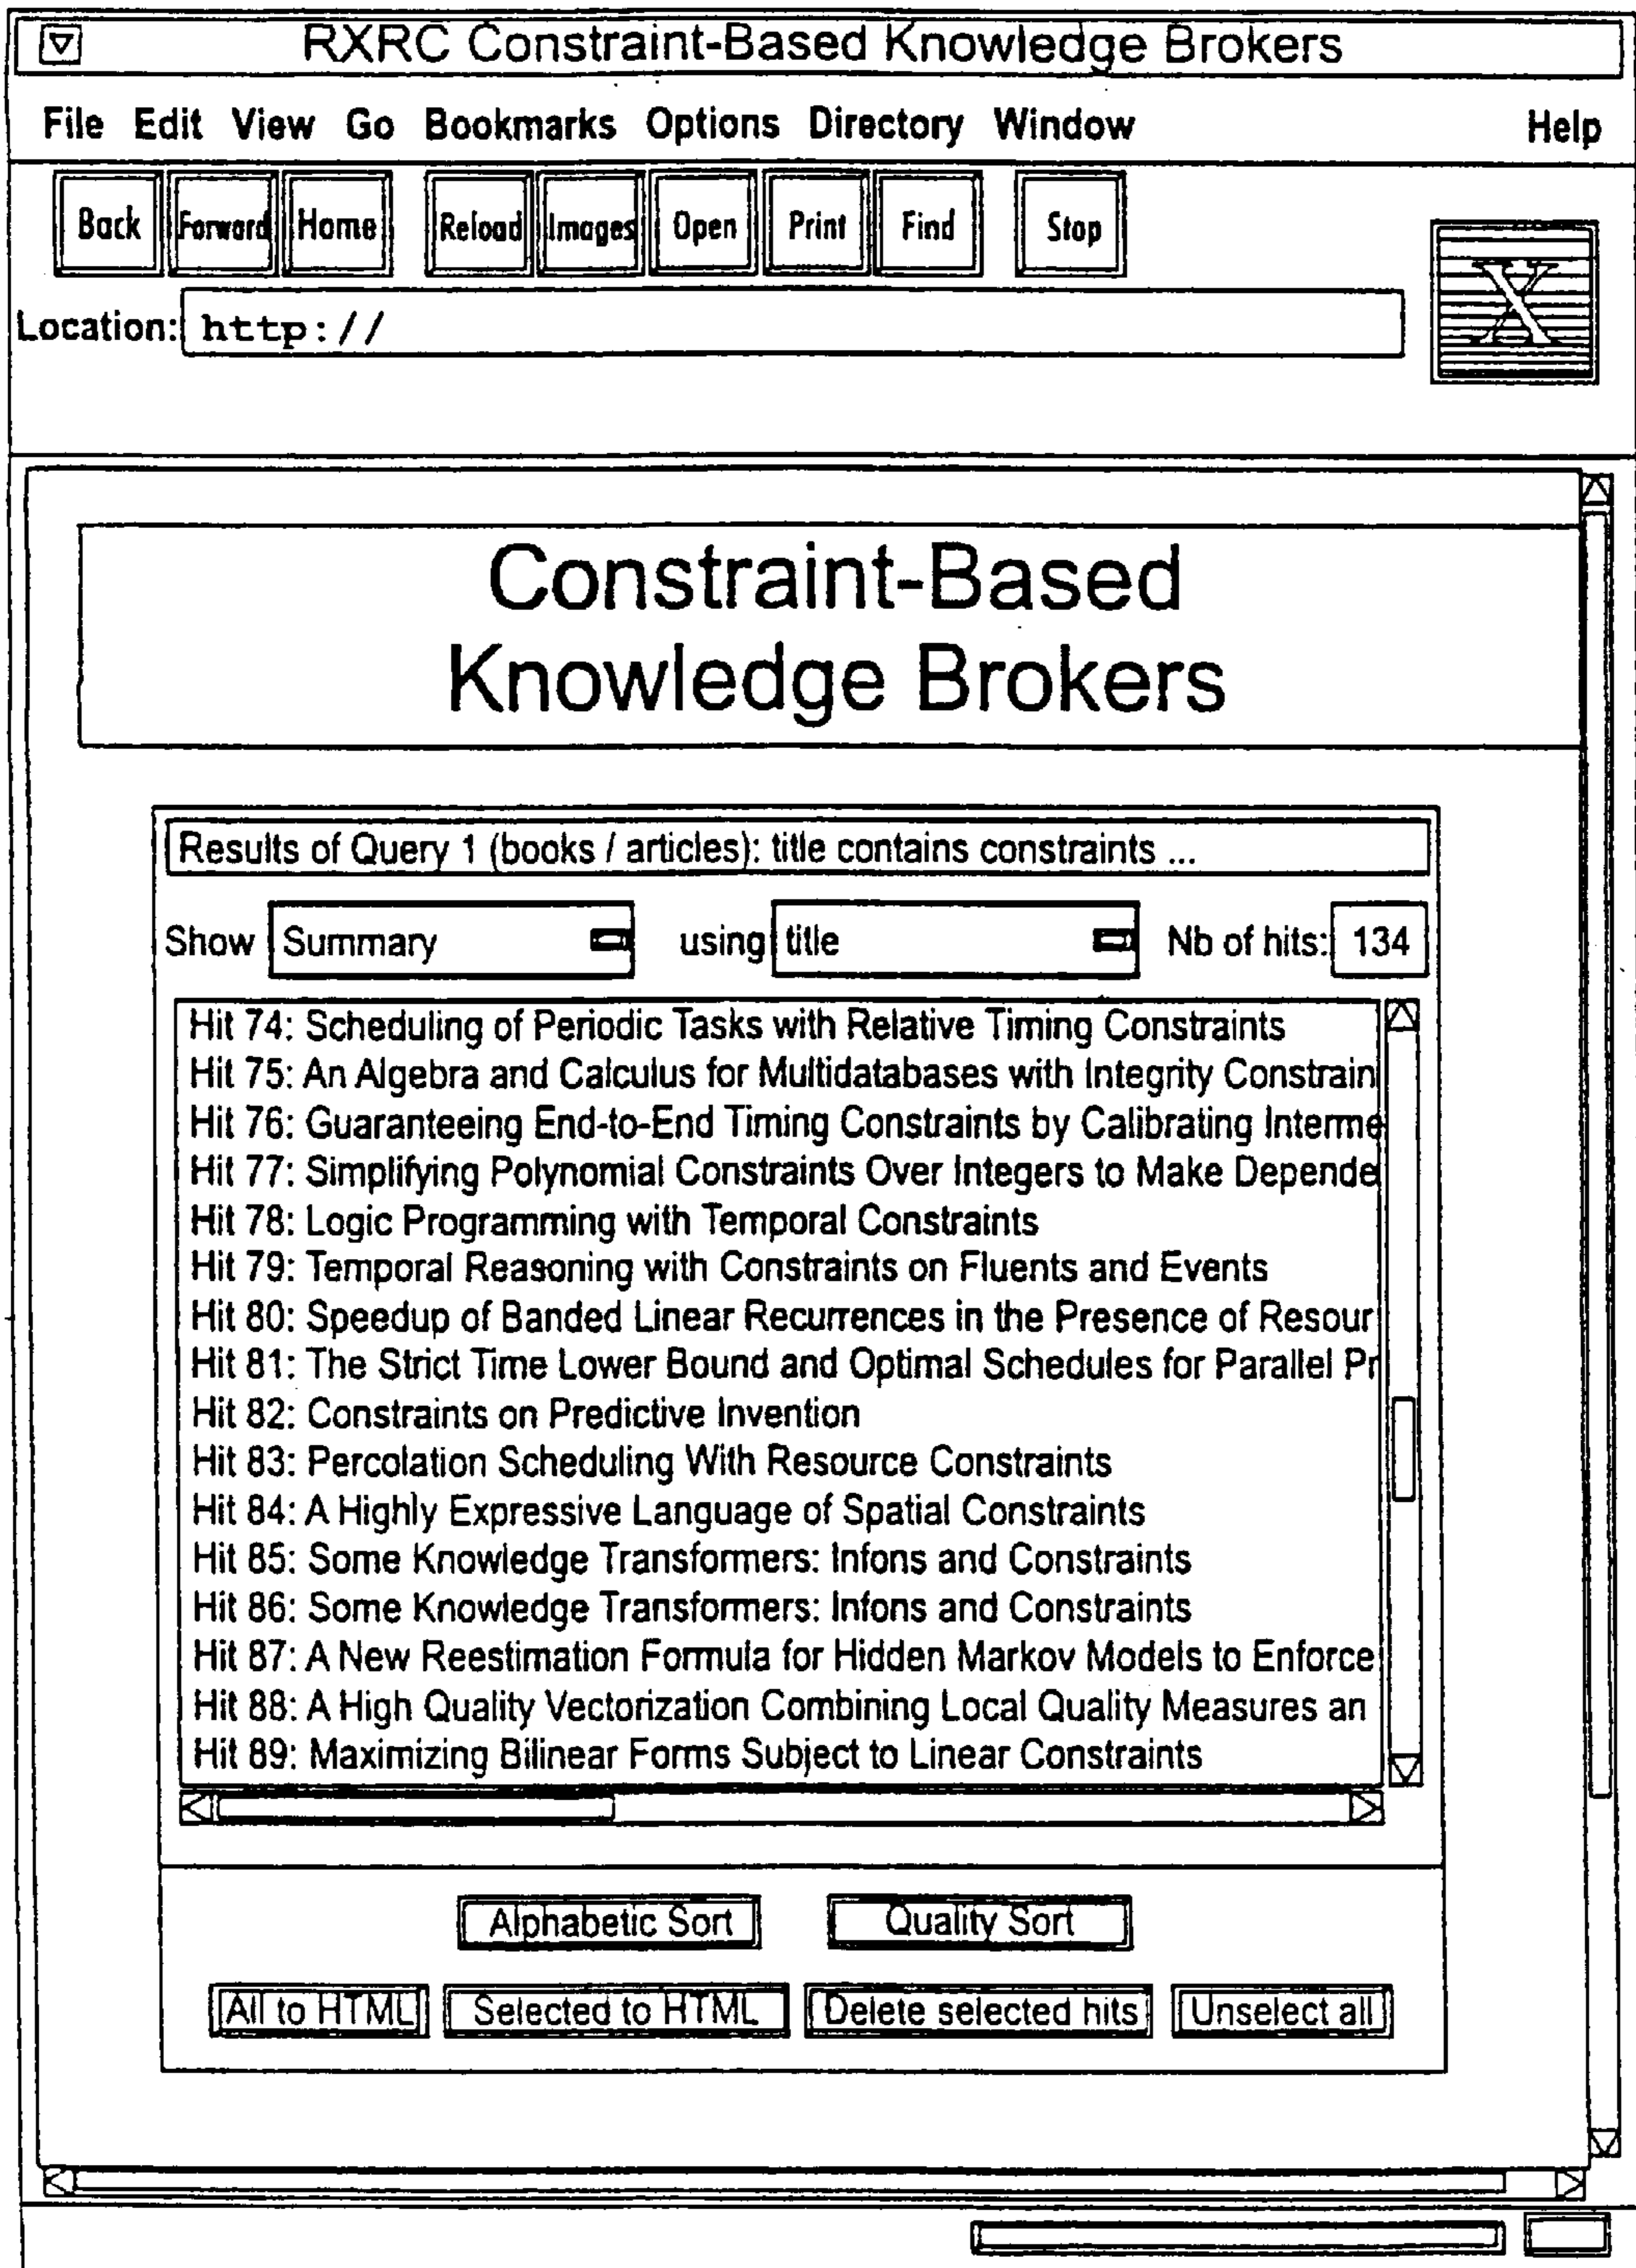 RXRC Constraint-Based Knowledge Brokers
File Edit View Go Bookmarks Options Directory Window Help
Back Forward Home Reload Images Open Print Find Stop
X
Location: http://
Constraint-Based
Knowledge Brokers
Results of Query 1 (books / articles): title contains constraints ...
Show Summary using title Nb of hits: 134
Hit 74: Scheduling of Periodic Tasks with Relative Timing Constraints
Hit 75: An Algebra and Calculus for Multidatabases with Integrity Constrain
Hit 76: Guaranteeing End-to-End Timing Constraints by Calibrating Interme
Hit 77: Simplifying Polynomial Constraints Over Integers to Make Depende
Hit 78: Logic Programming with Temporal Constraints
Hit 79: Temporal Reasoning with Constraints on Fluents and Events
Hit 80: Speedup of Banded Linear Recurrences in the Presence of Resour
Hit 81: The Strict Time Lower Bound and Optimal Schedules for Parallel Pr
Hit 82: Constraints on Predictive Invention
Hit 83: Percolation Scheduling With Resource Constraints
Hit 84: A Highly Expressive Language of Spatial Constraints
Hit 85: Some Knowledge Transformers: Infons and Constraints
Hit 86: Some Knowledge Transformers: Infons and Constraints
Hit 87: A New Reestimation Formula for Hidden Markov Models to Enforce
Hit 88: A High Quality Vectorization Combining Local Quality Measures an
Hit 89: Maximizing Bilinear Forms Subject to Linear Constraints
Alphabetic Sort Quality Sort
All to HTML Selected to HTML Delete selected hits Unselect all